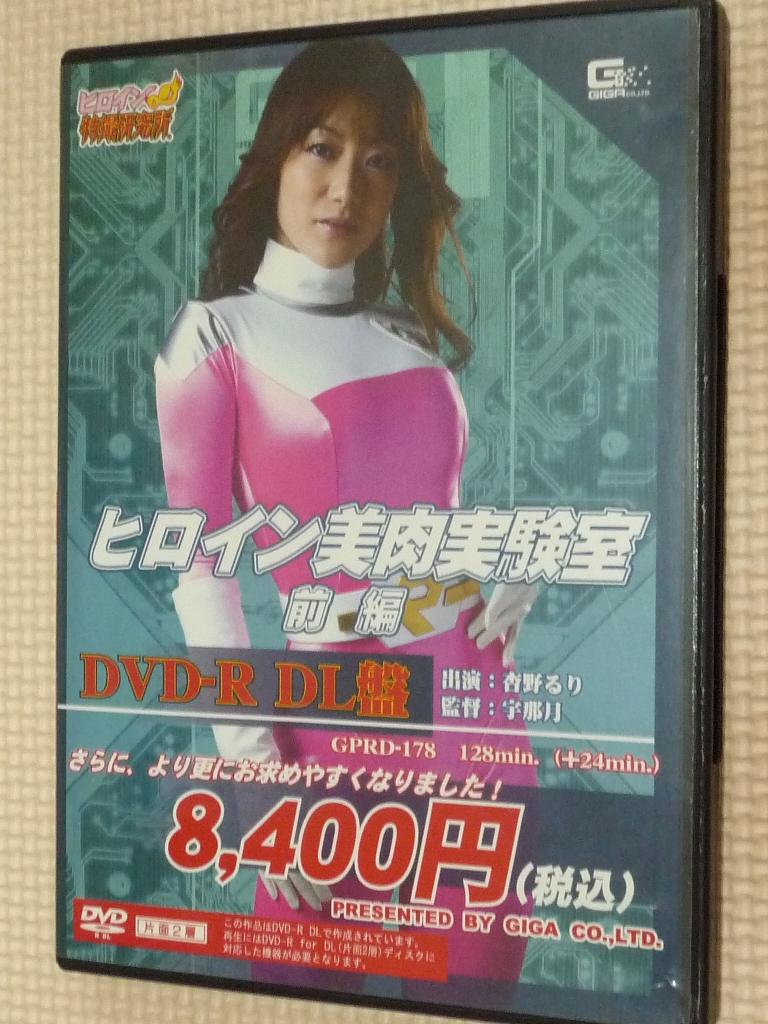 ヒロイン
特捜研究所
G
GIGA CO.,LTD.
ヒロイン美肉実験室
前編
DVD-R DL盤
出演：杏野るり
監督：宇那月
GPRD-178 128min. (+24min.)
さらに、より更にお求めやすくなりました！
8,400円(税込)
PRESENTED BY GIGA CO.,LTD.
DVD
R DL
片面2層
この作品はDVD-R DLで作成されています。
再生にはDVD-R for DL(片面2層)ディスクに
対応した機器が必要となります。